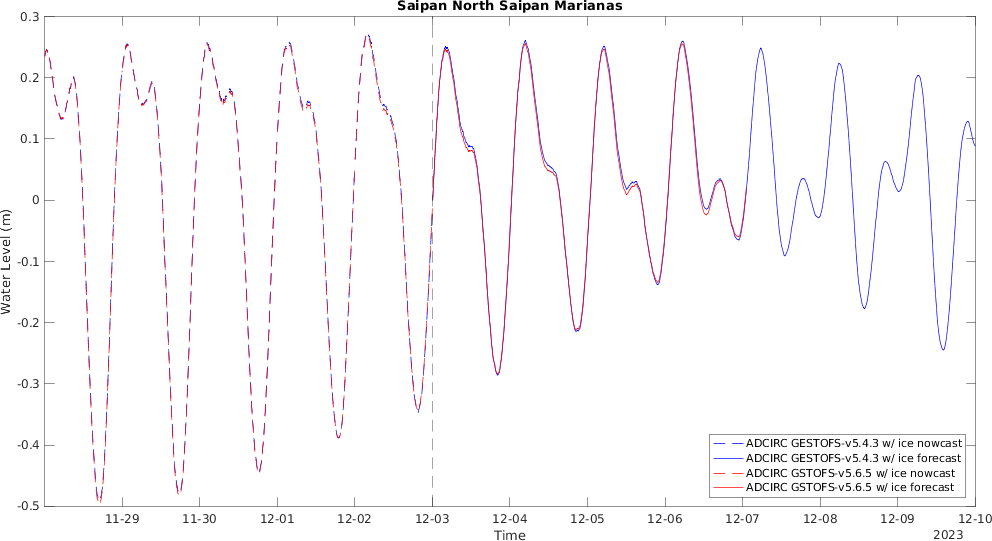 Saipan North Saipan Marianas
0.3
0.2
0.1
0
-0.1
-0.2
-0.3
-0.4
-0.5
Water Level (m)
ADCIRC GESTOFS-v5.4.3 w/ ice nowcast
ADCIRC GESTOFS-v5.4.3 w/ ice forecast
ADCIRC GSTOFS-v5.6.5 w/ ice nowcast
ADCIRC GSTOFS-v5.6.5 w/ ice forecast
11-29 11-30 12-01 12-02 12-03 12-04 12-05 12-06 12-07 12-08 12-09 12-10
Time
2023